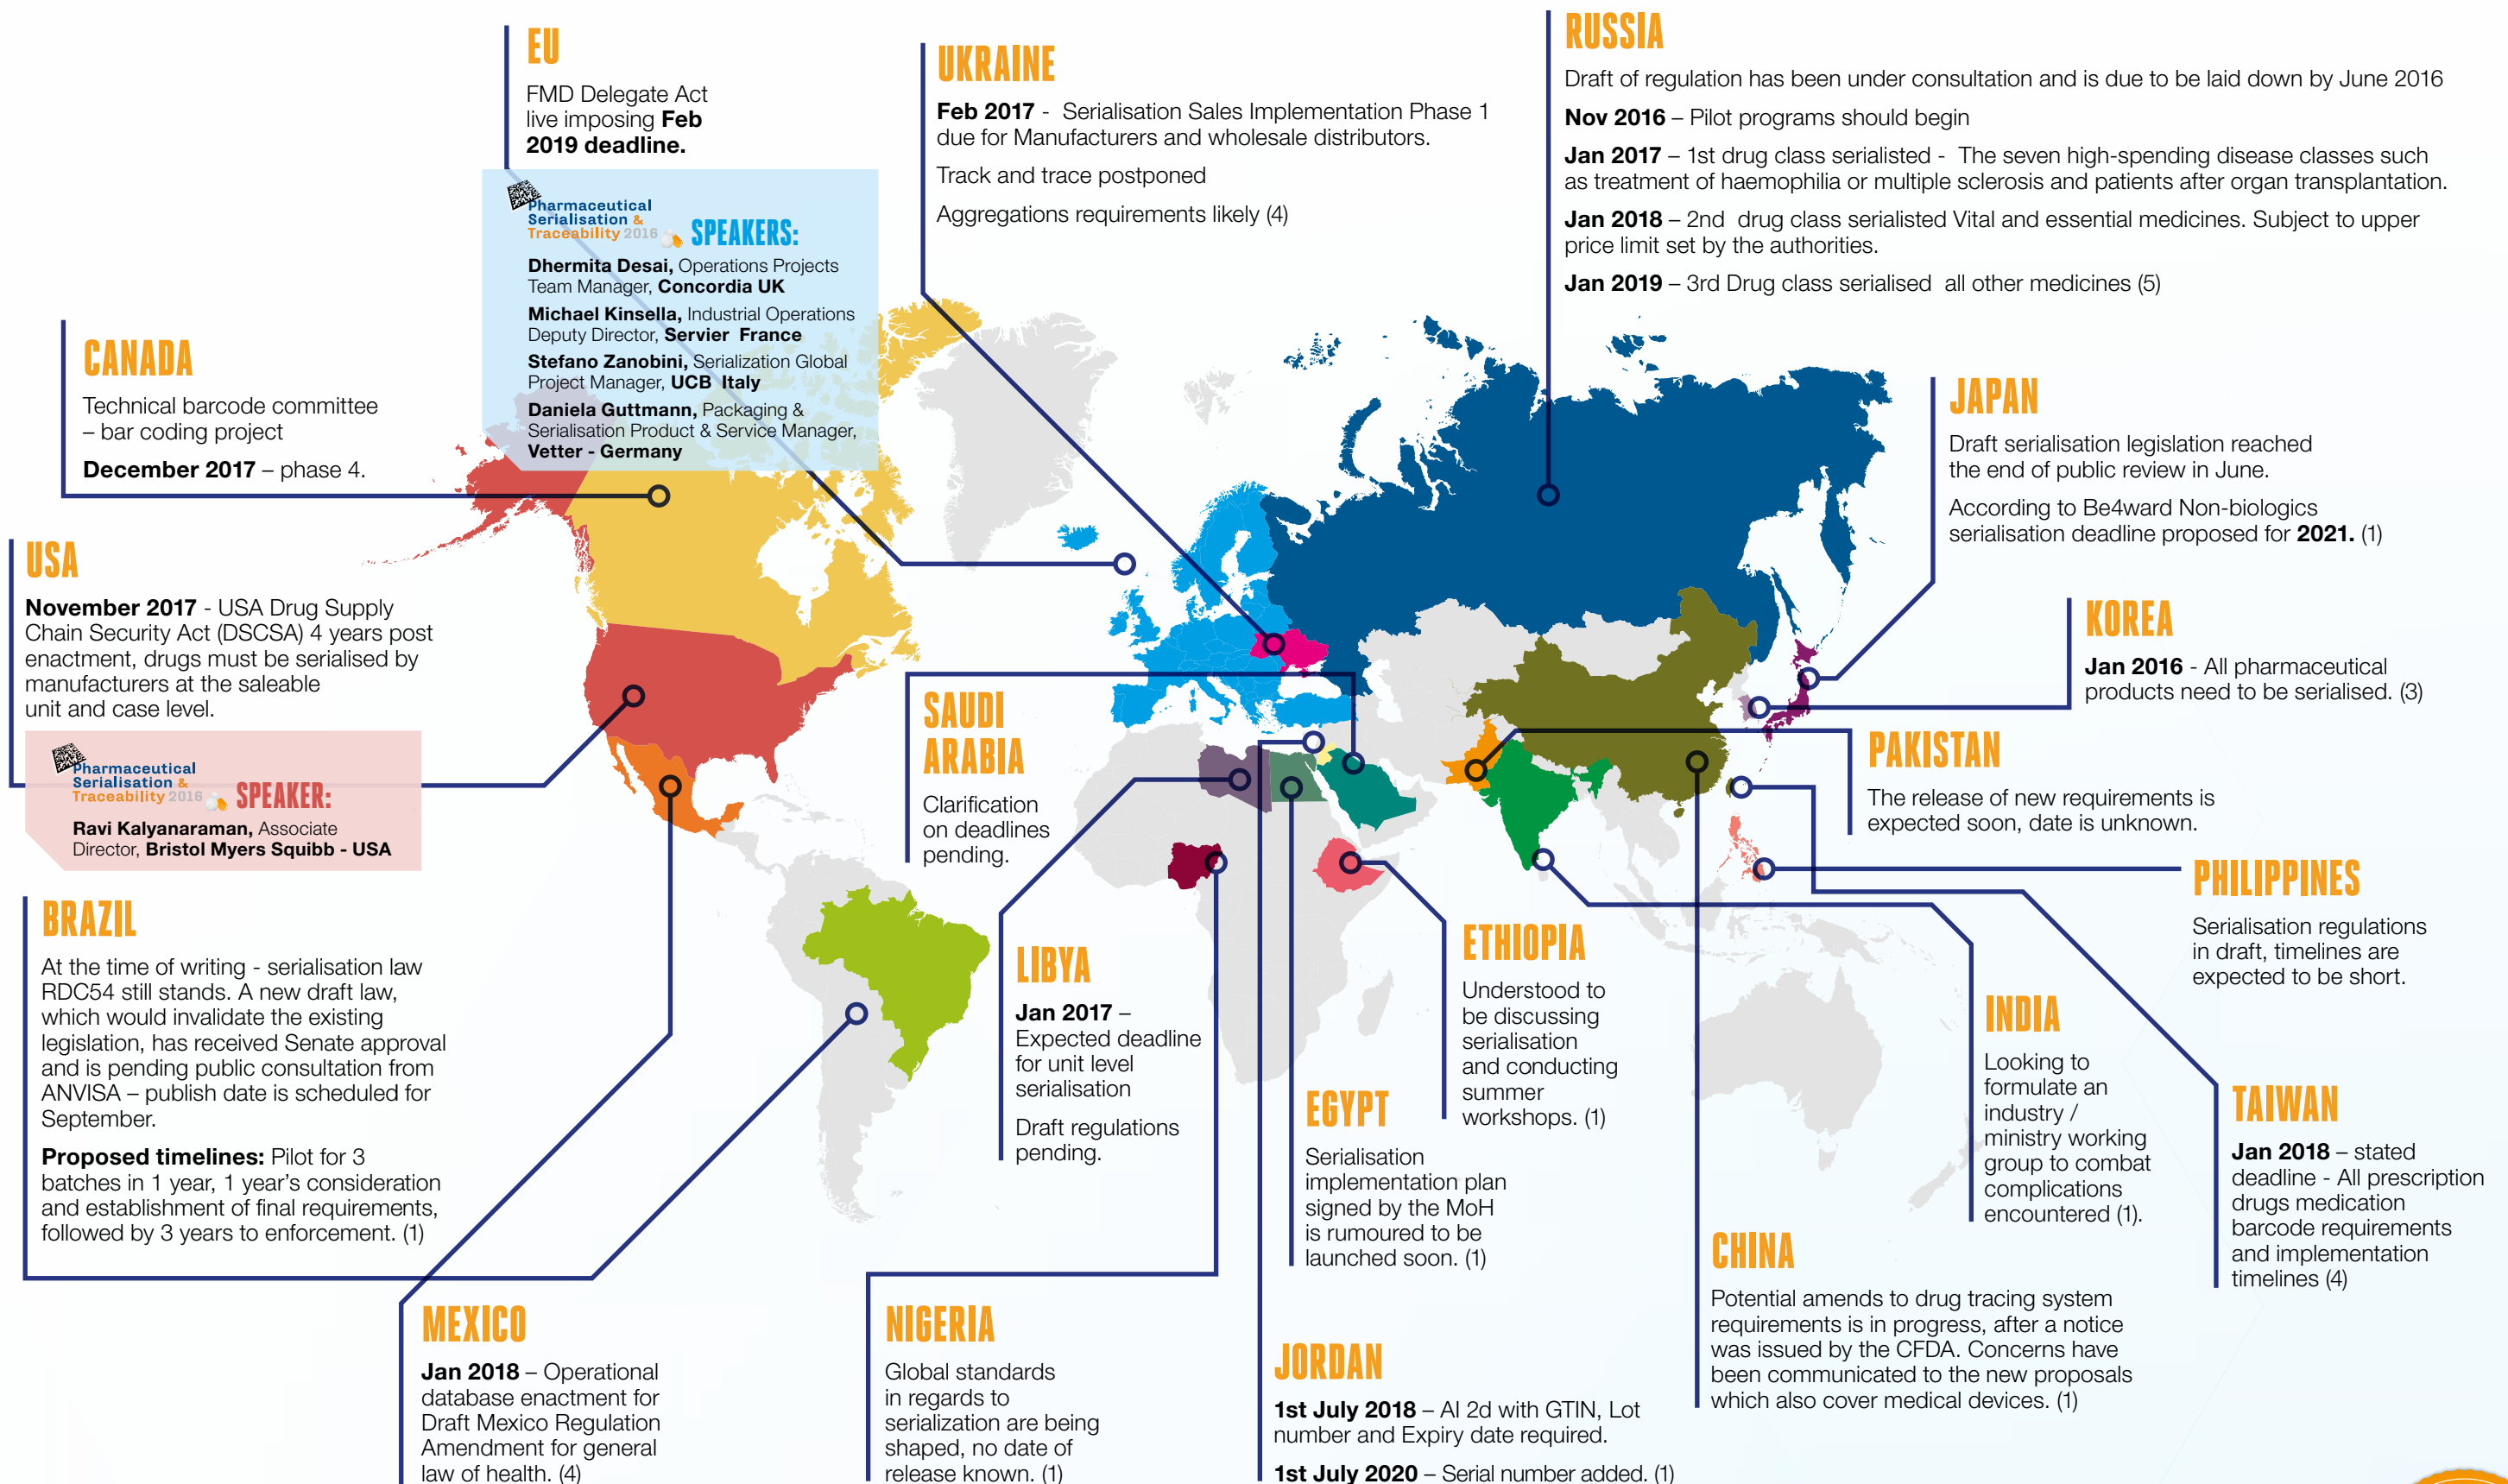 EU
FMD Delegate Act
live imposing Feb
2019 deadline.
Pharmaceutical
Serialisation &
Traceability 2016
SPEAKERS:
Dhermita Desai, Operations Projects
Team Manager, Concordia UK
Michael Kinsella, Industrial Operations
Deputy Director, Servier France
Stefano Zanobini, Serialization Global
Project Manager, UCB Italy
Daniela Guttmann, Packaging &
Serialisation Product & Service Manager,
Vetter - Germany
UKRAINE
Feb 2017 - Serialisation Sales Implementation Phase 1
due for Manufacturers and wholesale distributors.
Track and trace postponed
Aggregations requirements likely (4)
RUSSIA
Draft of regulation has been under consultation and is due to be laid down by June 2016
Nov 2016 – Pilot programs should begin
Jan 2017 – 1st drug class serialisted - The seven high-spending disease classes such
as treatment of haemophilia or multiple sclerosis and patients after organ transplantation.
Jan 2018 – 2nd drug class serialisted Vital and essential medicines. Subject to upper
price limit set by the authorities.
Jan 2019 – 3rd Drug class serialised all other medicines (5)
CANADA
Technical barcode committee
– bar coding project
December 2017 – phase 4.
JAPAN
Draft serialisation legislation reached
the end of public review in June.
According to Be4ward Non-biologics
serialisation deadline proposed for 2021. (1)
USA
November 2017 - USA Drug Supply
Chain Security Act (DSCSA) 4 years post
enactment, drugs must be serialised by
manufacturers at the saleable
unit and case level.
Pharmaceutical
Serialisation &
Traceability 2016
SPEAKER:
Ravi Kalyanaraman, Associate
Director, Bristol Myers Squibb - USA
KOREA
Jan 2016 - All pharmaceutical
products need to be serialised. (3)
SAUDI
ARABIA
Clarification
on deadlines
pending.
PAKISTAN
The release of new requirements is
expected soon, date is unknown.
PHILIPPINES
Serialisation regulations
in draft, timelines are
expected to be short.
BRAZIL
At the time of writing - serialisation law
RDC54 still stands. A new draft law,
which would invalidate the existing
legislation, has received Senate approval
and is pending public consultation from
ANVISA – publish date is scheduled for
September.
Proposed timelines: Pilot for 3
batches in 1 year, 1 year's consideration
and establishment of final requirements,
followed by 3 years to enforcement. (1)
LIBYA
Jan 2017 –
Expected deadline
for unit level
serialisation
Draft regulations
pending.
ETHIOPIA
Understood to
be discussing
serialisation
and conducting
summer
workshops. (1)
EGYPT
Serialisation
implementation plan
signed by the MoH
is rumoured to be
launched soon. (1)
INDIA
Looking to
formulate an
industry /
ministry working
group to combat
complications
encountered (1).
TAIWAN
Jan 2018 – stated
deadline - All prescription
drugs medication
barcode requirements
and implementation
timelines (4)
CHINA
Potential amends to drug tracing system
requirements is in progress, after a notice
was issued by the CFDA. Concerns have
been communicated to the new proposals
which also cover medical devices. (1)
MEXICO
Jan 2018 – Operational
database enactment for
Draft Mexico Regulation
Amendment for general
law of health. (4)
NIGERIA
Global standards
in regards to
serialization are being
shaped, no date of
release known. (1)
JORDAN
1st July 2018 – AI 2d with GTIN, Lot
number and Expiry date required.
1st July 2020 – Serial number added. (1)